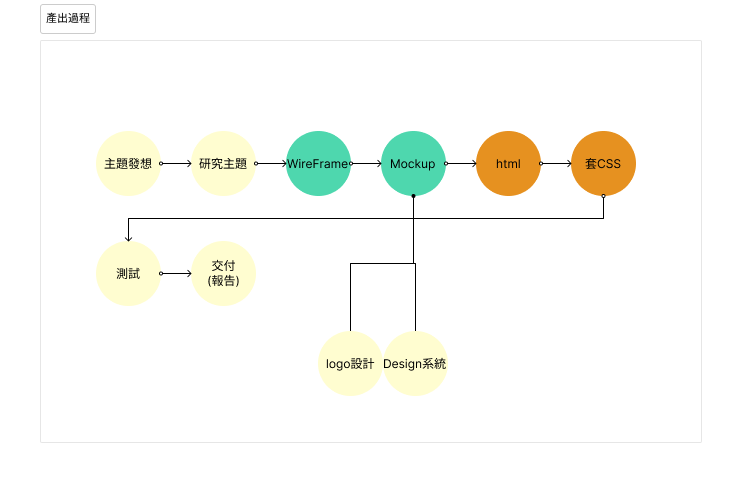 產出過程
主題發想
研究主題
WireFrame
Mockup
html
套CSS
測試
交付
(報告)
logo設計
Design系統